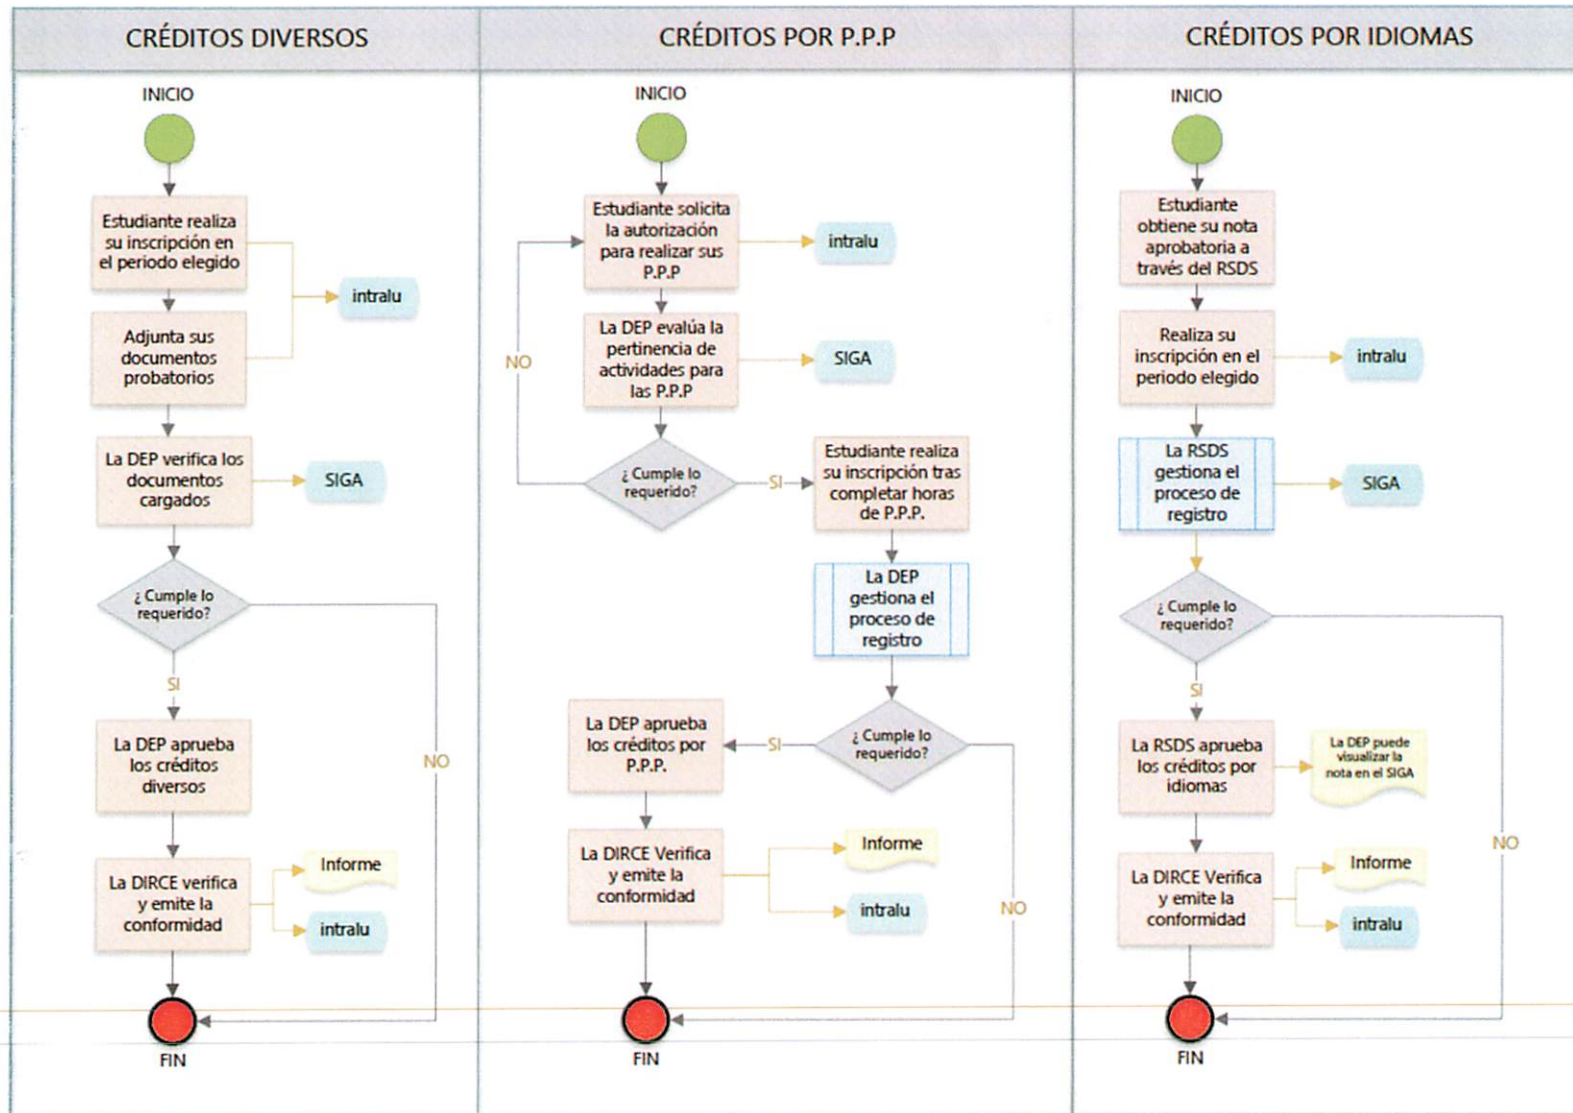 CRÉDITOS DIVERSOS
INICIO
Estudiante realiza
su inscripción en
el periodo elegido
intralu
Adjunta sus
documentos
probatorios
La DEP verifica los
documentos
cargados
SIGA
¿ Cumple lo
requerido?
SI
NO
La DEP aprueba
los créditos
diversos
La DIRCE verifica
y emite la
conformidad
Informe
intralu
FIN
CRÉDITOS POR P.P.P
INICIO
Estudiante solicita
la autorización
para realizar sus
P.P.P
intralu
La DEP evalúa la
pertinencia de
actividades para
las P.P.P
SIGA
NO
¿ Cumple lo
requerido?
SI
Estudiante realiza
su inscripción tras
completar horas
de P.P.P.
La DEP
gestiona el
proceso de
registro
¿ Cumple lo
requerido?
SI
NO
La DEP aprueba
los créditos por
P.P.P.
La DIRCE Verifica
y emite la
conformidad
Informe
intralu
FIN
CRÉDITOS POR IDIOMAS
INICIO
Estudiante
obtiene su nota
aprobatoria a
través del RSDS
Realiza su
inscripción en el
periodo elegido
intralu
La RSDS
gestiona el
proceso de
registro
SIGA
¿ Cumple lo
requerido?
SI
NO
La RSDS aprueba
los créditos por
idiomas
La DEP puede
visualizar la
nota en el SIGA
La DIRCE Verifica
y emite la
conformidad
Informe
intralu
FIN